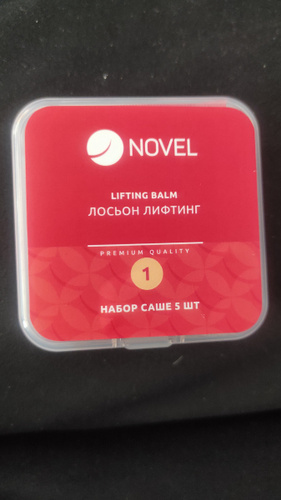 NOVEL
LIFTING BALM
ЛОСЬОН ЛИФТИНГ
PREMIUM QUALITY
1
НАБОР САШЕ 5 ШТ